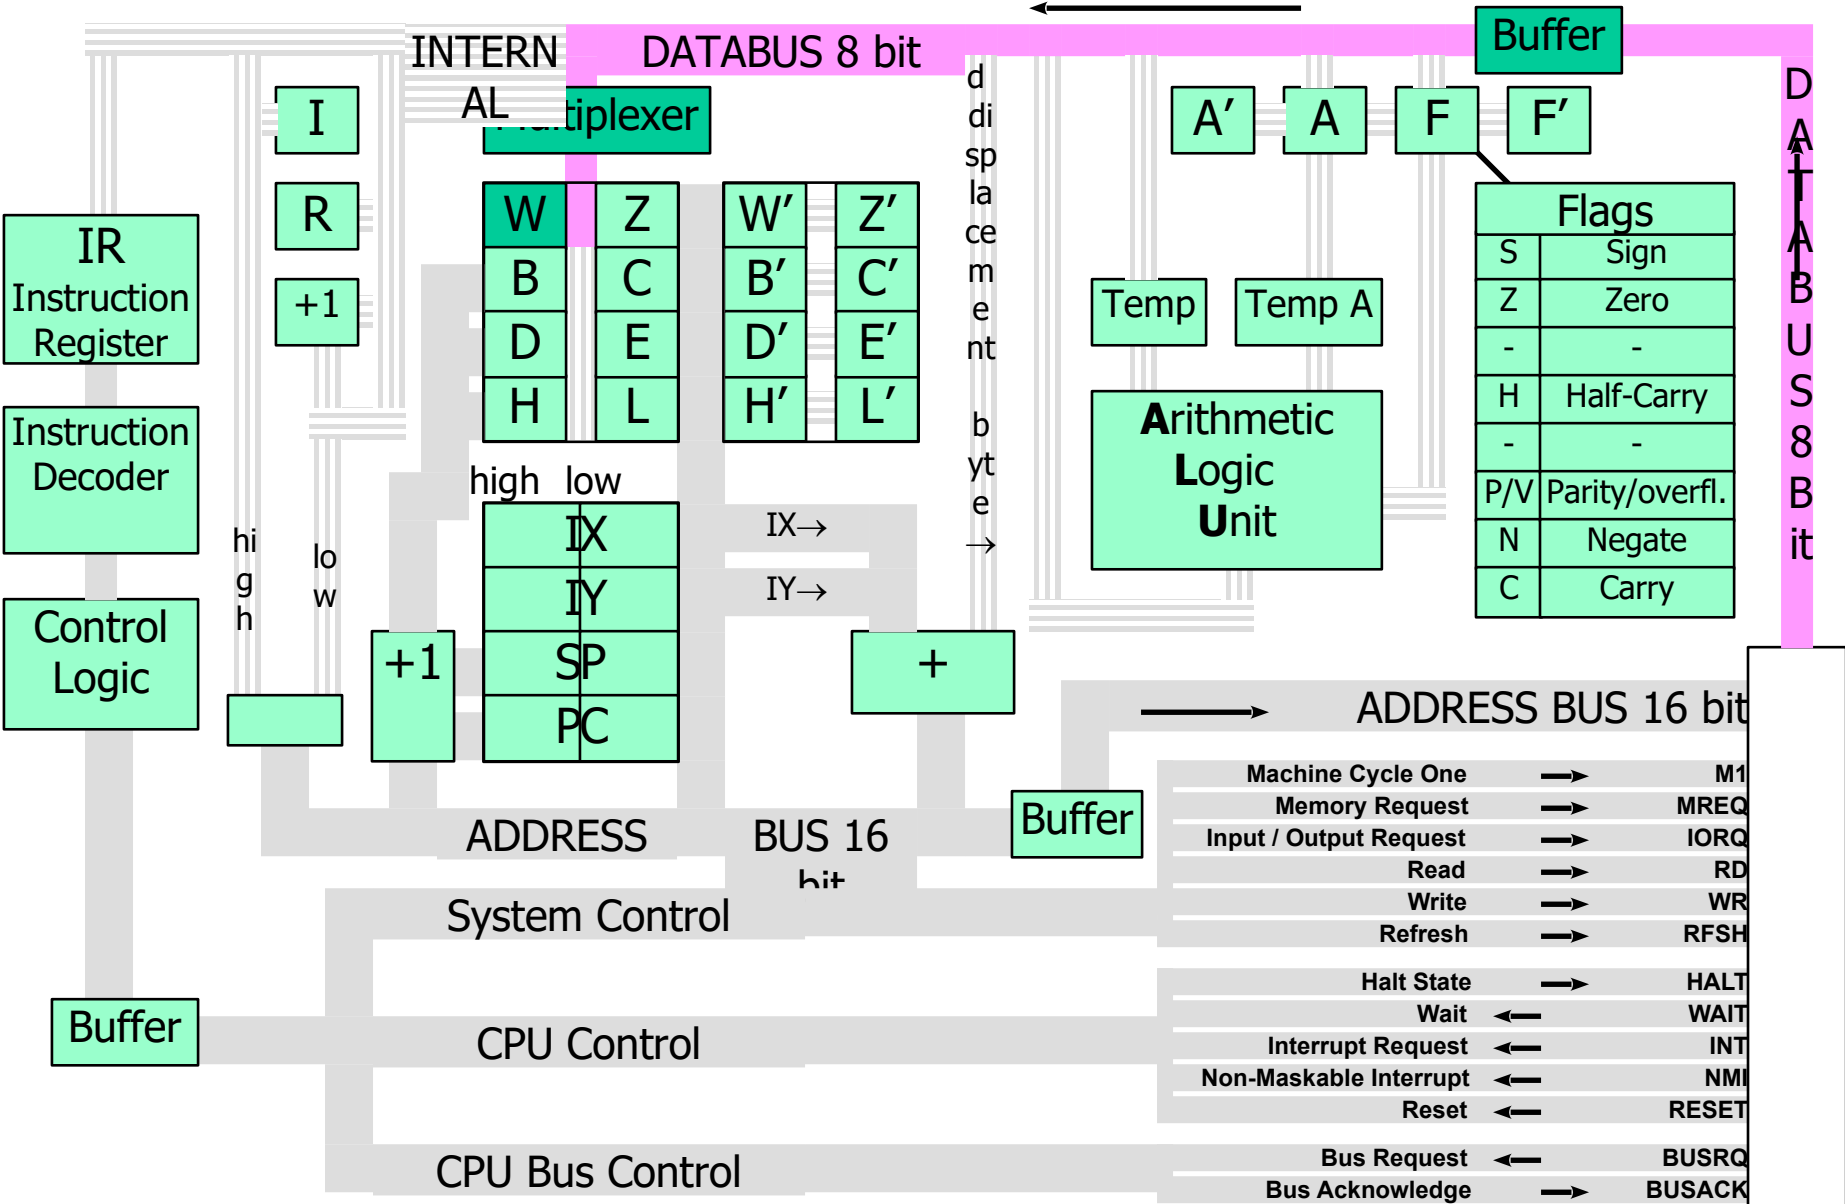 INTERN
AL
DATABUS 8 bit
Buffer
tiplexer
I
R
+1
IR
Instruction
Register
Instruction
Decoder
Control
Logic
hi
g
h
lo
w
W
Z
B
C
D
E
H
L
W′
Z′
B′
C′
D′
E′
H′
L′
high low
IX
IY
SP
PC
+1
IX→
IY→
+
d
di
sp
la
ce
m
e
nt
b
yt
e
→
A′
A
F
F′
Temp
Temp A
Arithmetic
Logic
Unit
Flags
S Sign
Z Zero
- -
H Half-Carry
- -
P/V Parity/overfl.
N Negate
C Carry
D
A
T
A
B
U
S
8
B
it
ADDRESS BUS 16 bit
ADDRESS
BUS 16
bit
Buffer
System Control
Buffer
CPU Control
CPU Bus Control
Machine Cycle One M1
Memory Request MREQ
Input / Output Request IORQ
Read RD
Write WR
Refresh RFSH
Halt State HALT
Wait WAIT
Interrupt Request INT
Non-Maskable Interrupt NMI
Reset RESET
Bus Request BUSRQ
Bus Acknowledge BUSACK